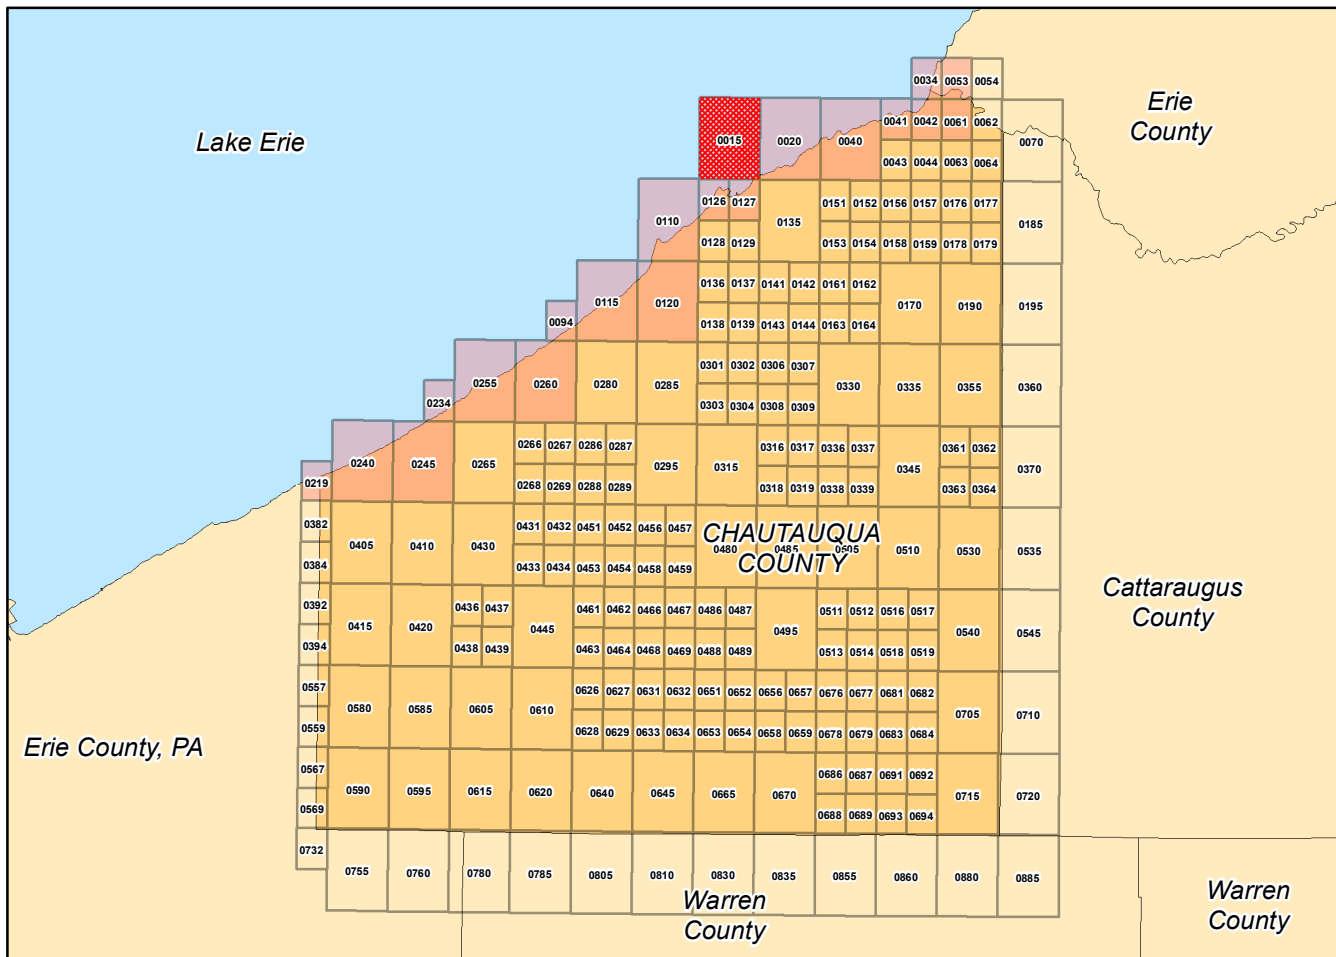 0034 0053 0054
Erie
County
Lake Erie
0015 0020 0040 0041 0042 0061 0062 0070
0043 0044 0063 0064
0110 0126 0127 0135 0151 0152 0156 0157 0176 0177 0185
0128 0129 0153 0154 0158 0159 0178 0179
0115 0120 0136 0137 0141 0142 0161 0162 0170 0190 0195
0094 0138 0139 0143 0144 0163 0164
0255 0260 0280 0285 0301 0302 0306 0307 0330 0335 0355 0360
0234 0303 0304 0308 0309
0240 0245 0265 0266 0267 0286 0287 0295 0315 0316 0317 0336 0337 0345 0361 0362 0370
0219 0268 0269 0288 0289 0318 0319 0338 0339 0363 0364
0382 0405 0410 0430 0431 0432 0451 0452 0456 0457 0480 0485 0505 0510 0530 0535
CHAUTAUQUA
COUNTY
0384 0433 0434 0453 0454 0458 0459
Cattaraugus
County
0392 0415 0420 0436 0437 0445 0461 0462 0466 0467 0486 0487 0495 0511 0512 0516 0517 0540 0545
0394 0438 0439 0463 0464 0468 0469 0488 0489 0513 0514 0518 0519
0557 0580 0585 0605 0610 0626 0627 0631 0632 0651 0652 0656 0657 0676 0677 0681 0682 0705 0710
0559 0628 0629 0633 0634 0653 0654 0658 0659 0678 0679 0683 0684
Erie County, PA
0567 0590 0595 0615 0620 0640 0645 0665 0670 0686 0687 0691 0692 0715 0720
0569 0688 0689 0693 0694
0732 0755 0760 0780 0785 0805 0810 0830 0835 0855 0860 0880 0885
Warren
County
Warren
County